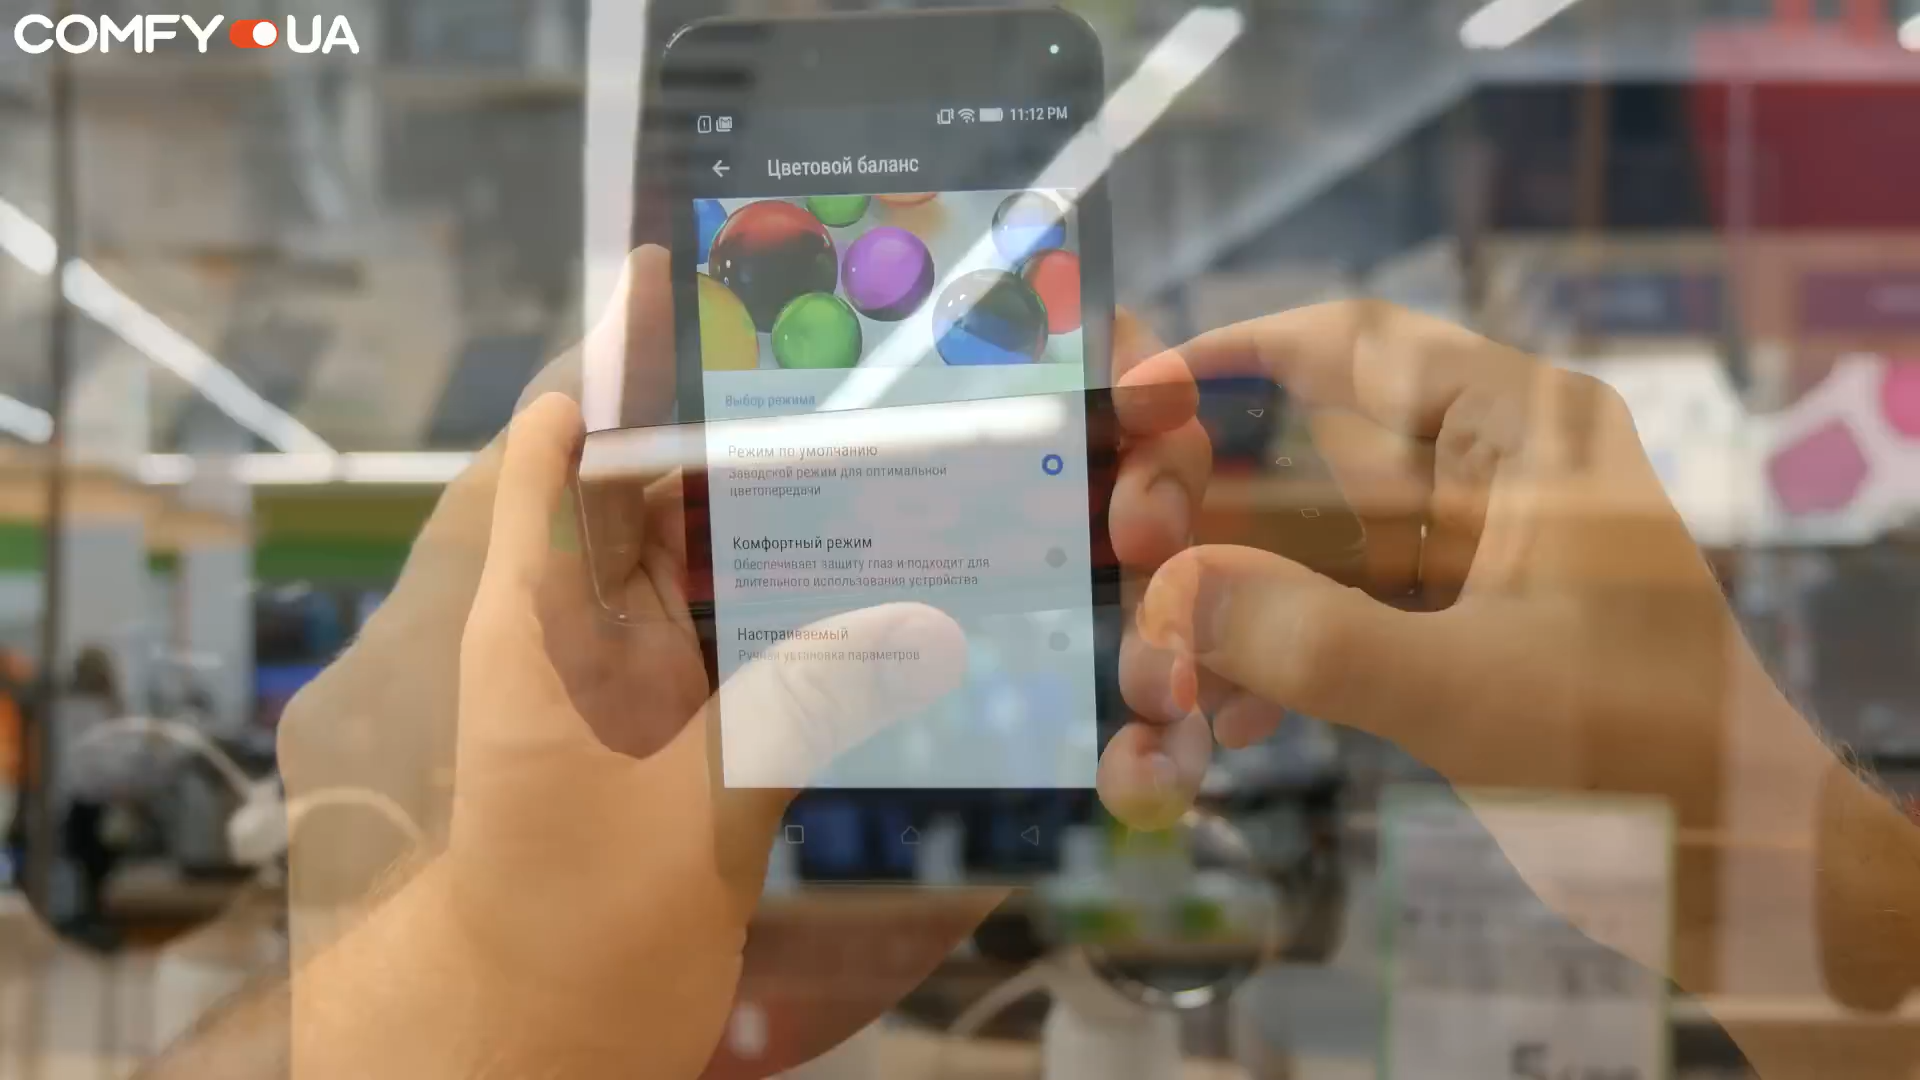 COMFY UA
11:12 PM
Цветовой баланс
Выбор режима
Режим по умолчанию
Заводской режим для оптимальной
цветопередачи
Комфортный режим
Обеспечивает защиту глаз и подходит для
длительного использования устройства
Настраиваемый
Ручная установка параметров